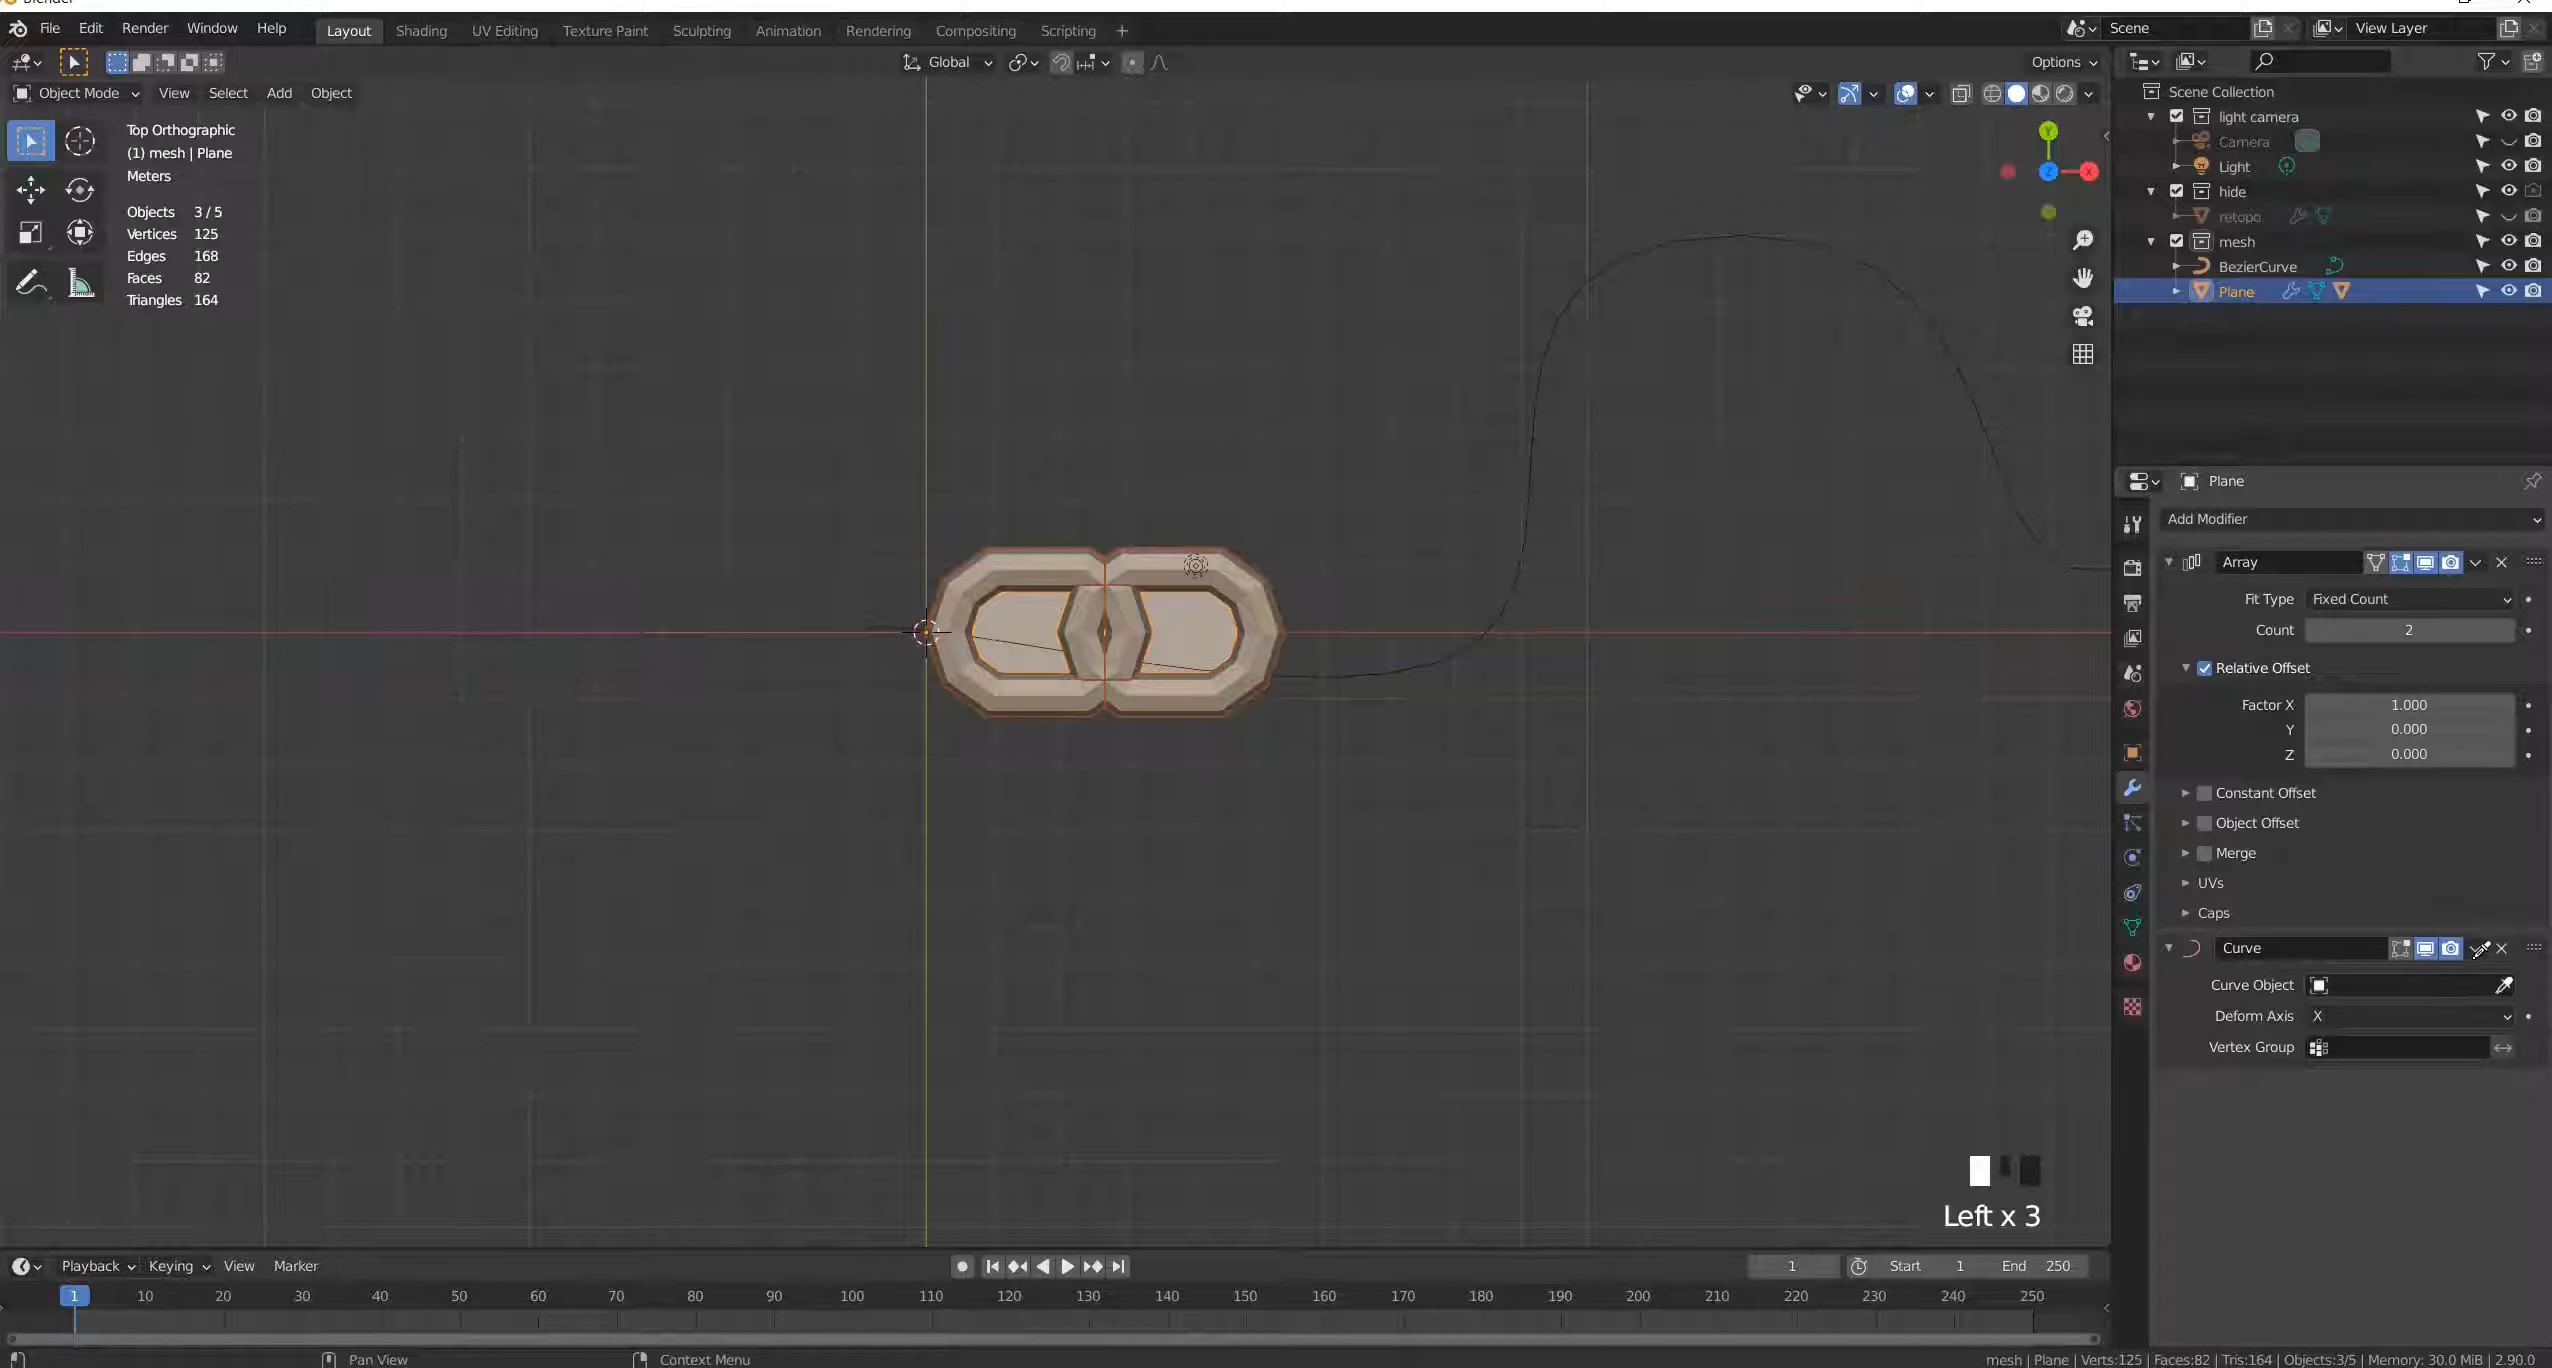 Blender
File Edit Render Window Help
Layout Shading UV Editing Texture Paint Sculpting Animation Rendering Compositing Scripting +
Scene
View Layer
Global
Options
Object Mode View Select Add Object
Top Orthographic
(1) mesh | Plane
Meters
Objects 3 / 5
Vertices 125
Edges 168
Faces 82
Triangles 164
Y
Z
X
Scene Collection
light camera
Camera
Light
hide
retopo
mesh
BezierCurve
Plane
Plane
Add Modifier
Array
Fit Type Fixed Count
Count 2
Relative Offset
Factor X 1.000
Y 0.000
Z 0.000
Constant Offset
Object Offset
Merge
UVs
Caps
Curve
Curve Object
Deform Axis X
Vertex Group
Left x 3
Playback Keying View Marker
1
Start 1 End 250
1 10 20 30 40 50 60 70 80 90 100 110 120 130 140 150 160 170 180 190 200 210 220 230 240 250
Pan View
Context Menu
mesh | Plane | Verts:125 | Faces:82 | Tris:164 | Objects:3/5 | Memory: 30.0 MiB | 2.90.0